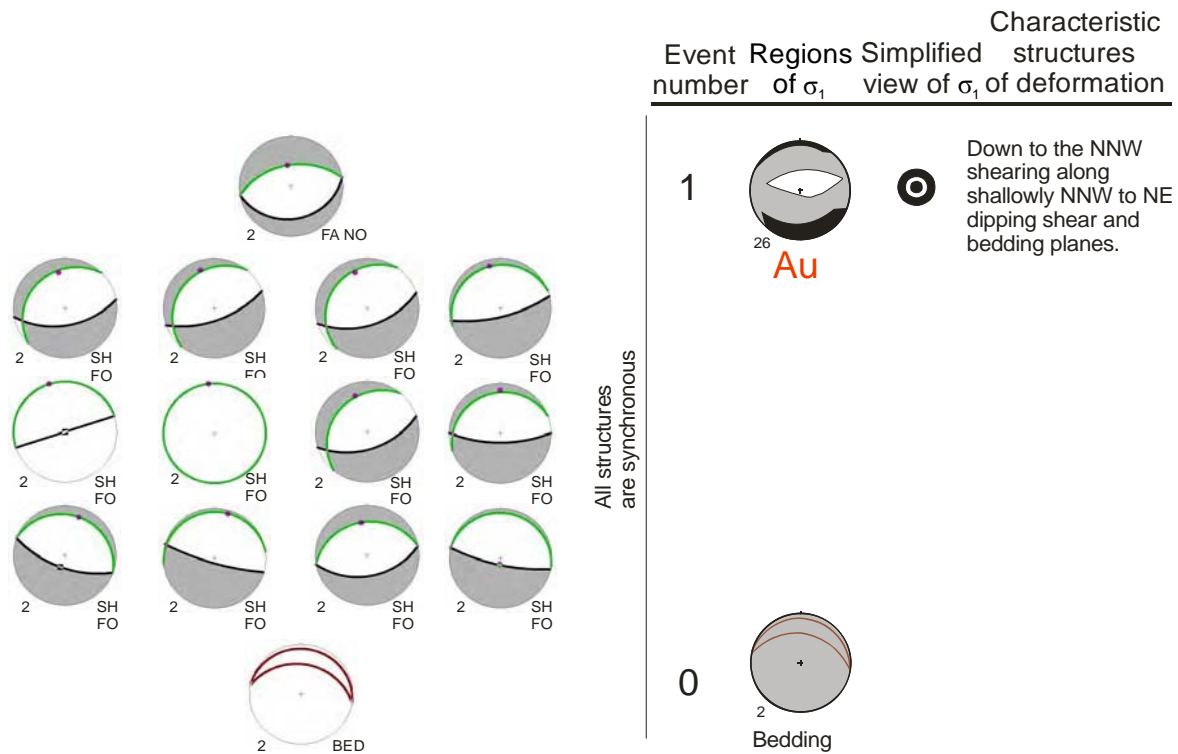 Event number
Regions of σ₁
Simplified view of σ₁
Characteristic structures of deformation
2 FA NO
2 SH FO
2 SH FO
2 SH FO
2 SH FO
2 SH FO
2 SH FO
2 SH FO
2 SH FO
2 SH FO
2 SH FO
2 SH FO
2 SH FO
2 BED
All structures
are synchronous
1
26
Au
Down to the NNW
shearing along
shallowly NNW to NE
dipping shear and
bedding planes.
0
2
Bedding